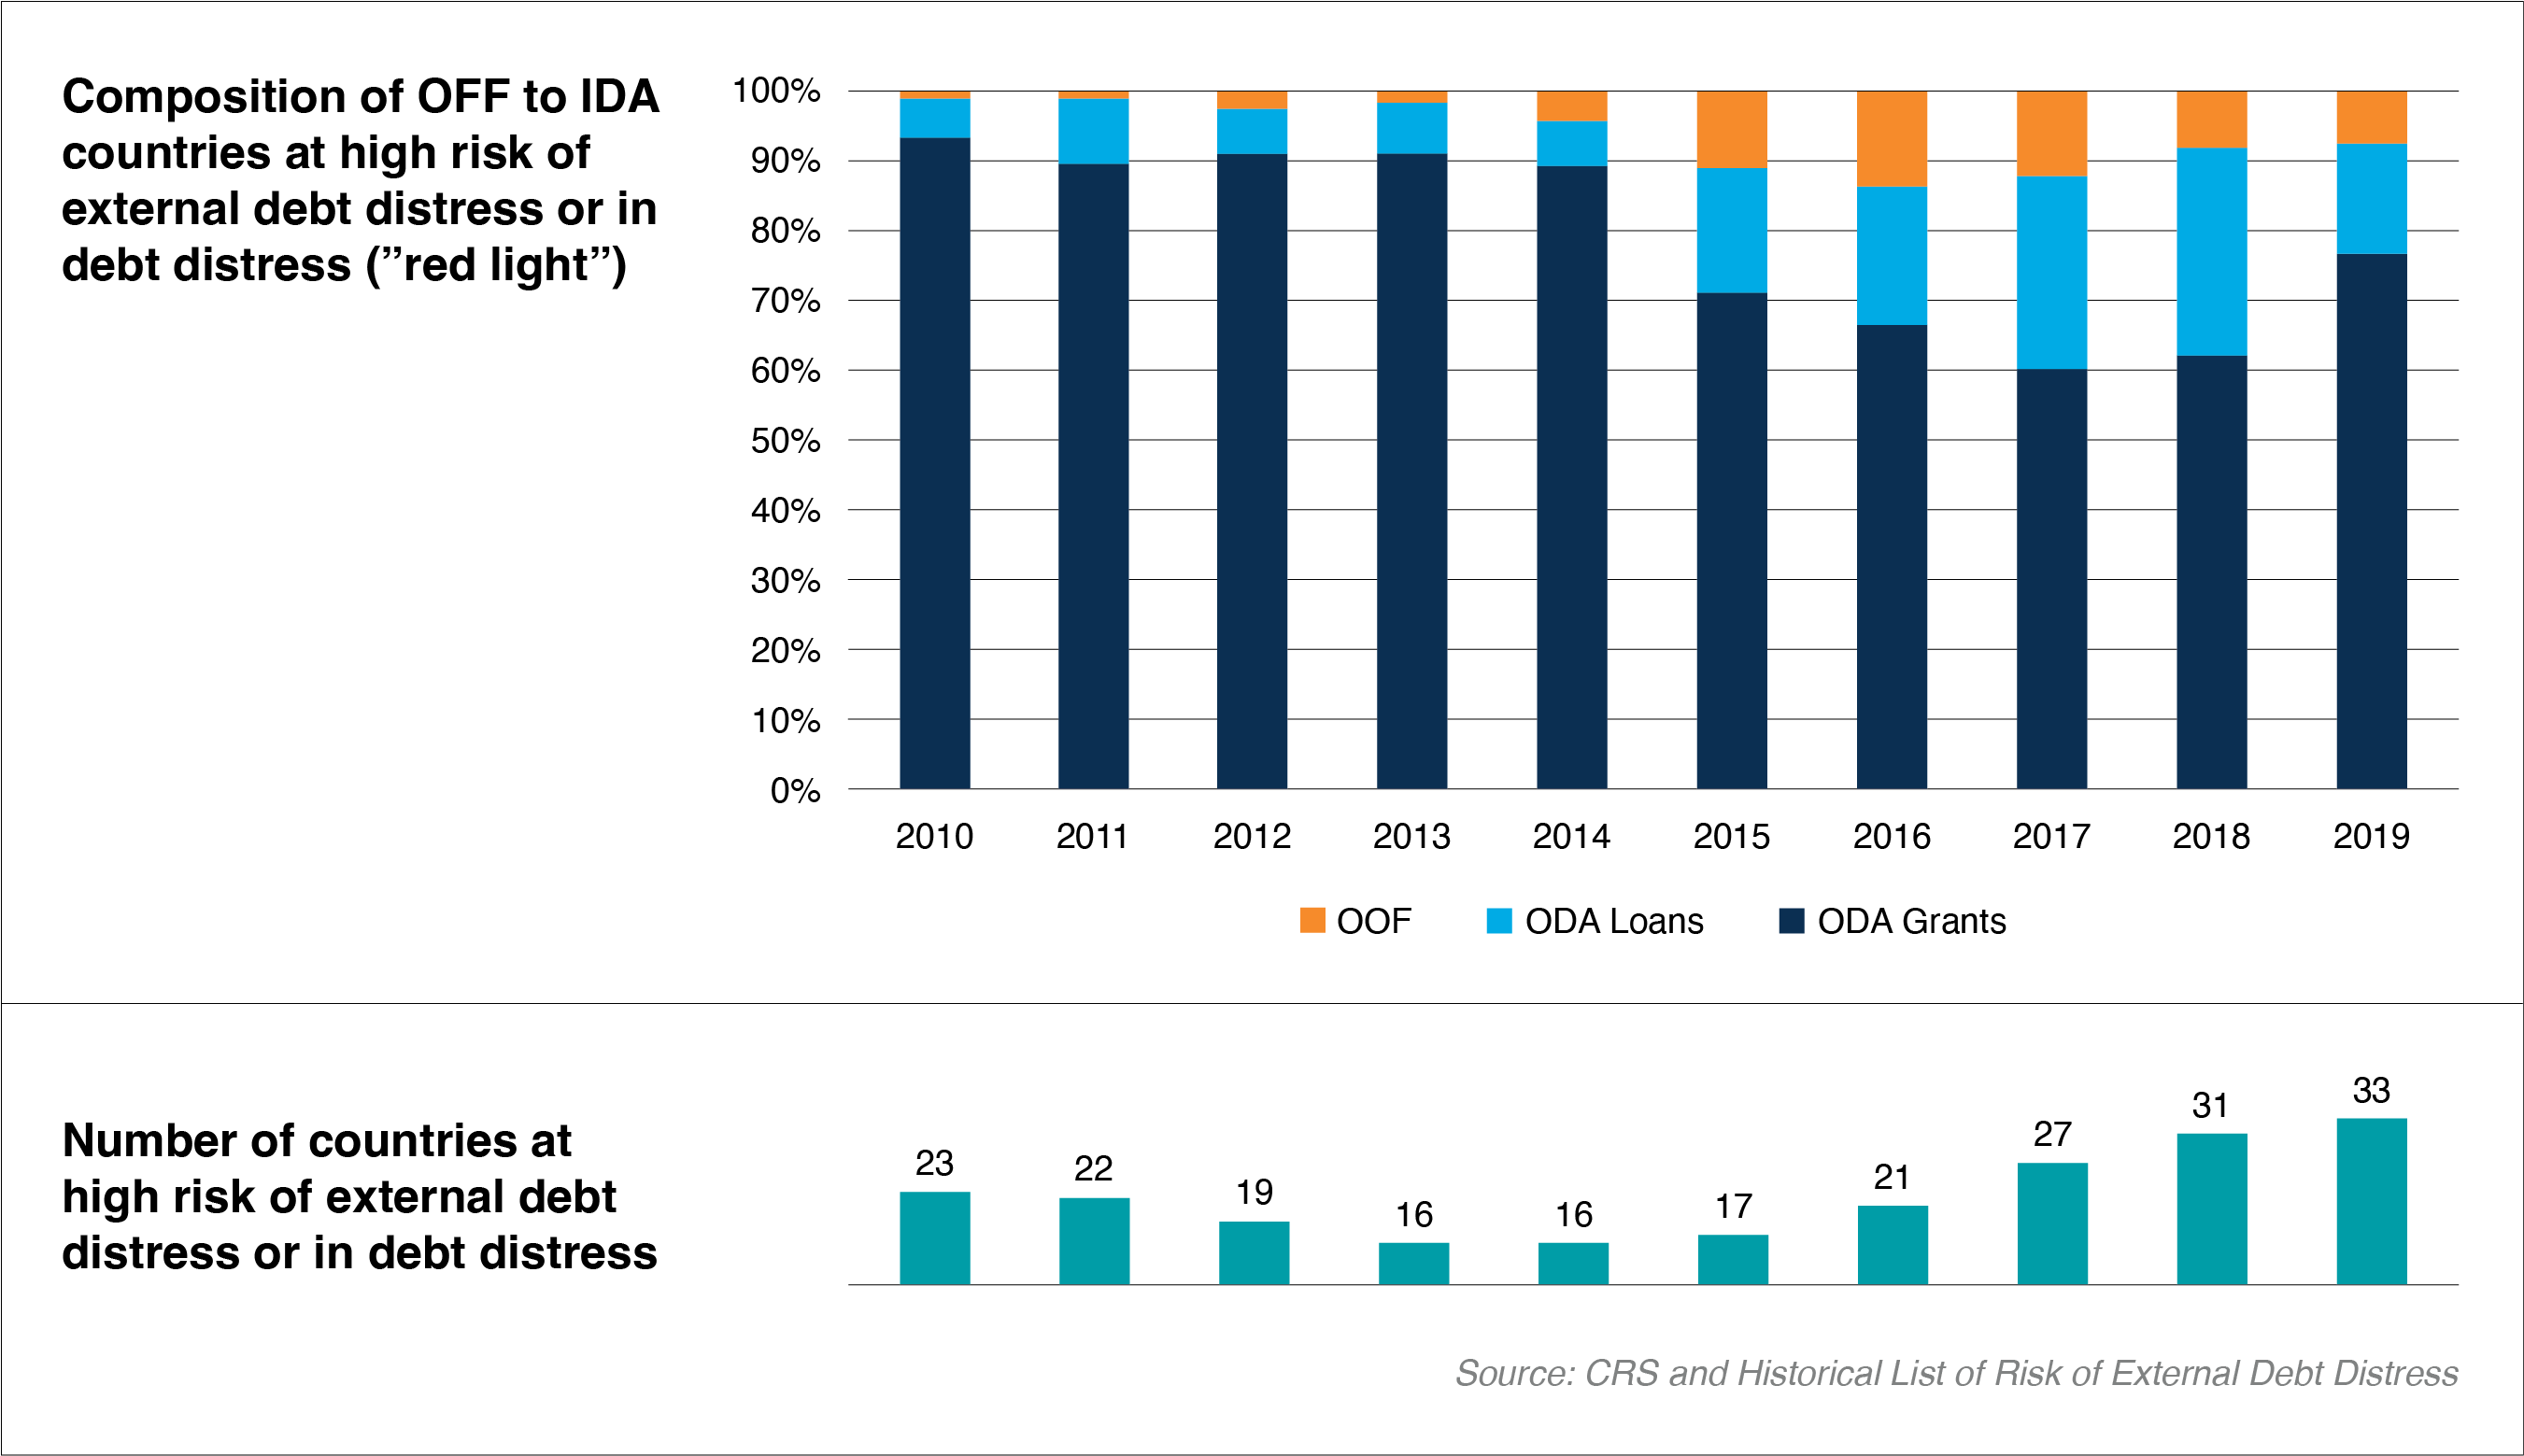 Composition of OFF to IDA
countries at high risk of
external debt distress or in
debt distress (”red light”)
100%
90%
80%
70%
60%
50%
40%
30%
20%
10%
0%
2010 2011 2012 2013 2014 2015 2016 2017 2018 2019
OOF ODA Loans ODA Grants
Number of countries at
high risk of external debt
distress or in debt distress
23 22 19 16 16 17 21 27 31 33
Source: CRS and Historical List of Risk of External Debt Distress